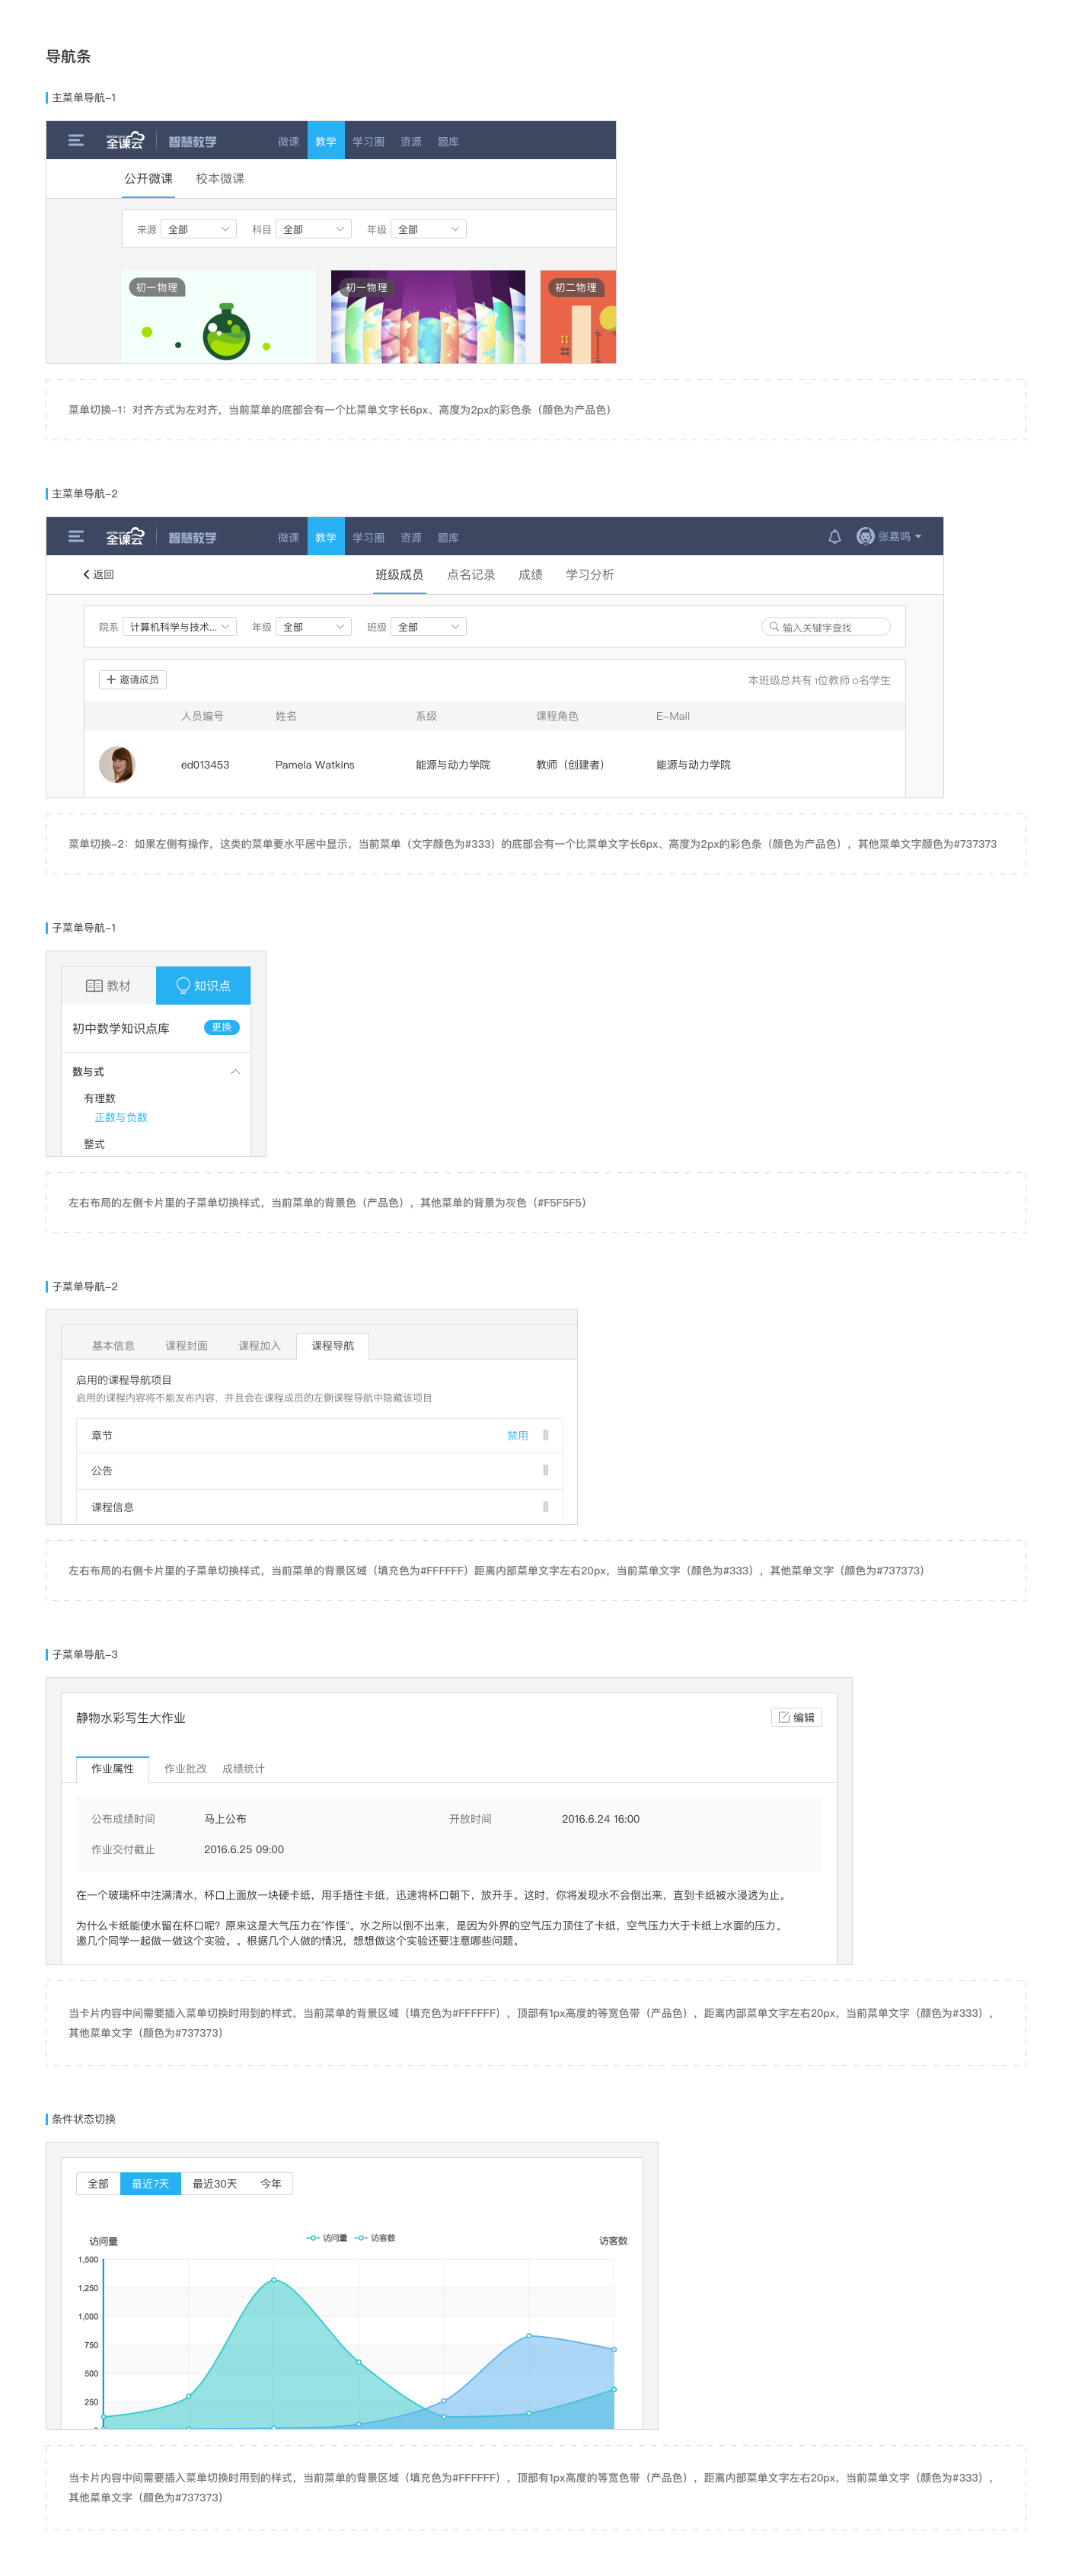 导航条
主菜单导航-1
全课云 智慧教学 微课 教学 学习圈 资源 题库
公开微课 校本微课
来源 全部 科目 全部 年级 全部
初一物理 初一物理 初二物理
菜单切换-1：对齐方式为左对齐，当前菜单的底部会有一个比菜单文字长6px、高度为2px的彩色条（颜色为产品色）
主菜单导航-2
全课云 智慧教学 微课 教学 学习圈 资源 题库 张嘉鸣
返回 班级成员 点名记录 成绩 学习分析
院系 计算机科学与技术... 年级 全部 班级 全部 输入关键字查找
邀请成员 本班级总共有 1位教师 0名学生
人员编号 姓名 系级 课程角色 E-Mail
ed013453 Pamela Watkins 能源与动力学院 教师（创建者） 能源与动力学院
菜单切换-2：如果左侧有操作，这类的菜单要水平居中显示，当前菜单（文字颜色为#333）的底部会有一个比菜单文字长6px、高度为2px的彩色条（颜色为产品色），其他菜单文字颜色为#737373
子菜单导航-1
教材 知识点
初中数学知识点库 更换
数与式
有理数
正数与负数
整式
左右布局的左侧卡片里的子菜单切换样式，当前菜单的背景色（产品色），其他菜单的背景为灰色（#F5F5F5）
子菜单导航-2
基本信息 课程封面 课程加入 课程导航
启用的课程导航项目
启用的课程内容将不能发布内容，并且会在课程成员的左侧课程导航中隐藏该项目
章节 禁用
公告
课程信息
左右布局的右侧卡片里的子菜单切换样式，当前菜单的背景区域（填充色为#FFFFFF）距离内部菜单文字左右20px，当前菜单文字（颜色为#333），其他菜单文字（颜色为#737373）
子菜单导航-3
静物水彩写生大作业 编辑
作业属性 作业批改 成绩统计
公布成绩时间 马上公布 开放时间 2016.6.24 16:00
作业交付截止 2016.6.25 09:00
在一个玻璃杯中注满清水，杯口上面放一块硬卡纸，用手捂住卡纸，迅速将杯口朝下，放开手。这时，你将发现水不会倒出来，直到卡纸被水浸透为止。
为什么卡纸能使水留在杯口呢？原来这是大气压力在"作怪"。水之所以倒不出来，是因为外界的空气压力顶住了卡纸，空气压力大于卡纸上水面的压力。
邀几个同学一起做一做这个实验。。根据几个人做的情况，想想做这个实验还要注意哪些问题。
当卡片内容中间需要插入菜单切换时用到的样式，当前菜单的背景区域（填充色为#FFFFFF），顶部有1px高度的等宽色带（产品色），距离内部菜单文字左右20px，当前菜单文字（颜色为#333），
其他菜单文字（颜色为#737373）
条件状态切换
全部 最近7天 最近30天 今年
访问量 访问量 访客数 访客数
1,500
1,250
1,000
750
500
250
当卡片内容中间需要插入菜单切换时用到的样式，当前菜单的背景区域（填充色为#FFFFFF），顶部有1px高度的等宽色带（产品色），距离内部菜单文字左右20px，当前菜单文字（颜色为#333），
其他菜单文字（颜色为#737373）